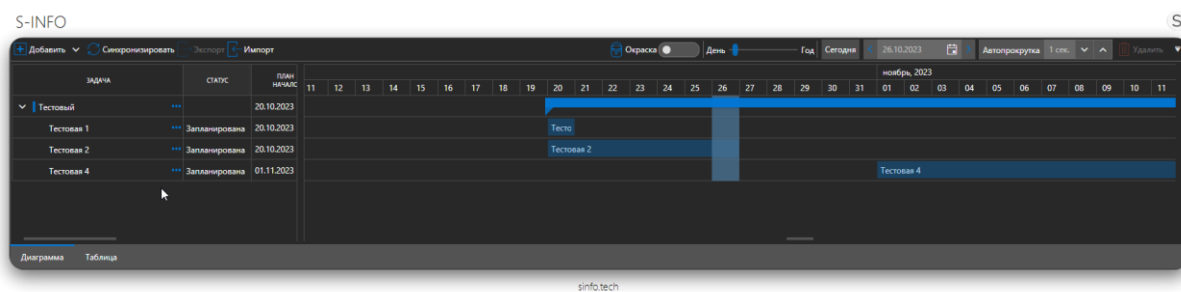 S-INFO
S
Добавить Синхронизировать Экспорт Импорт Окраска День Год Сегодня 26.10.2023 Автопрокрутка 1 сек. Удалить
ЗАДАЧА СТАТУС ПЛАН НАЧАЛС
ноябрь, 2023
11 12 13 14 15 16 17 18 19 20 21 22 23 24 25 26 27 28 29 30 31 01 02 03 04 05 06 07 08 09 10 11
Тестовый 20.10.2023
Тестовая 1 Запланирована 20.10.2023 Тесто
Тестовая 2 Запланирована 20.10.2023 Тестовая 2
Тестовая 4 Запланирована 01.11.2023 Тестовая 4
Диаграмма Таблица
sinfo.tech